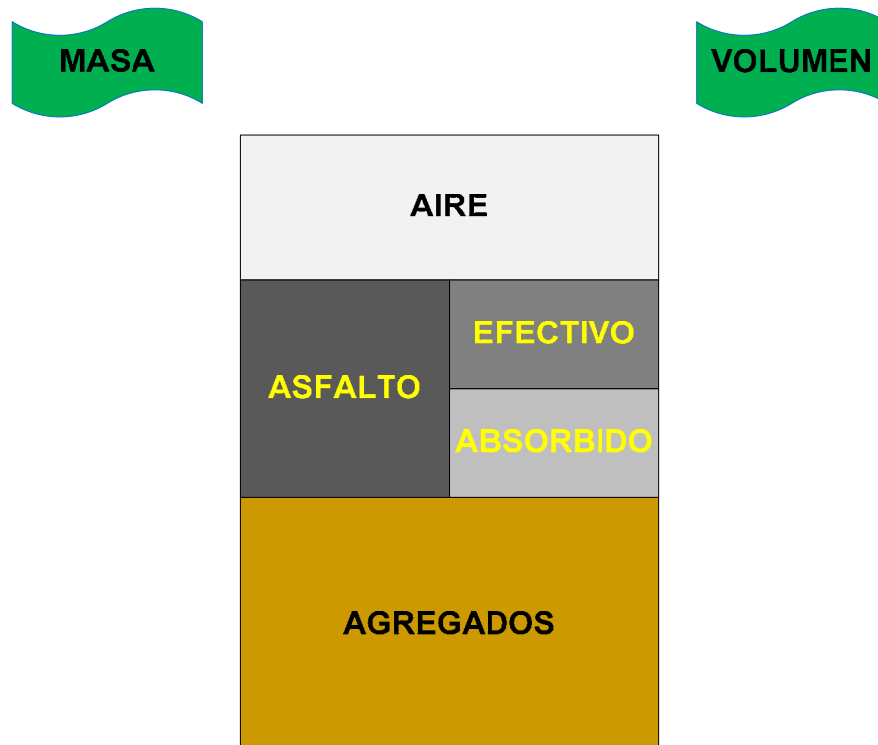 MASA
VOLUMEN
AIRE
EFECTIVO
ASFALTO
ABSORBIDO
AGREGADOS